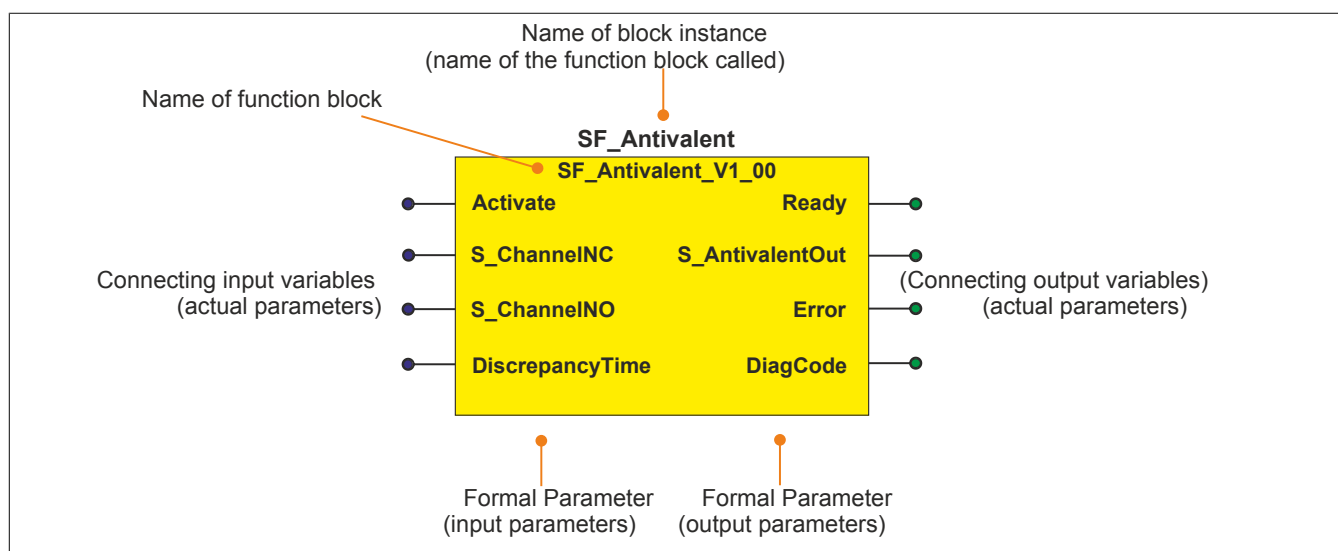 Name of block instance
(name of the function block called)
Name of function block
SF_Antivalent
SF_Antivalent_V1_00
Activate
Ready
S_ChannelNC
S_AntivalentOut
Connecting input variables
(actual parameters)
(Connecting output variables)
(actual parameters)
S_ChannelNO
Error
DiscrepancyTime
DiagCode
Formal Parameter
(input parameters)
Formal Parameter
(output parameters)